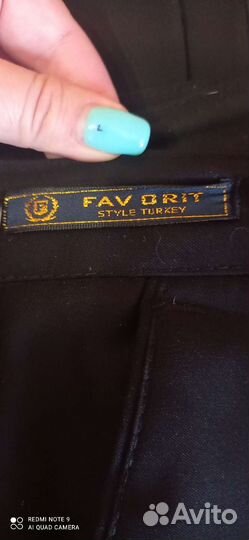 FAV ORIT
STYLE TURKEY
REDMI NOTE 9
AI QUAD CAMERA
Avito